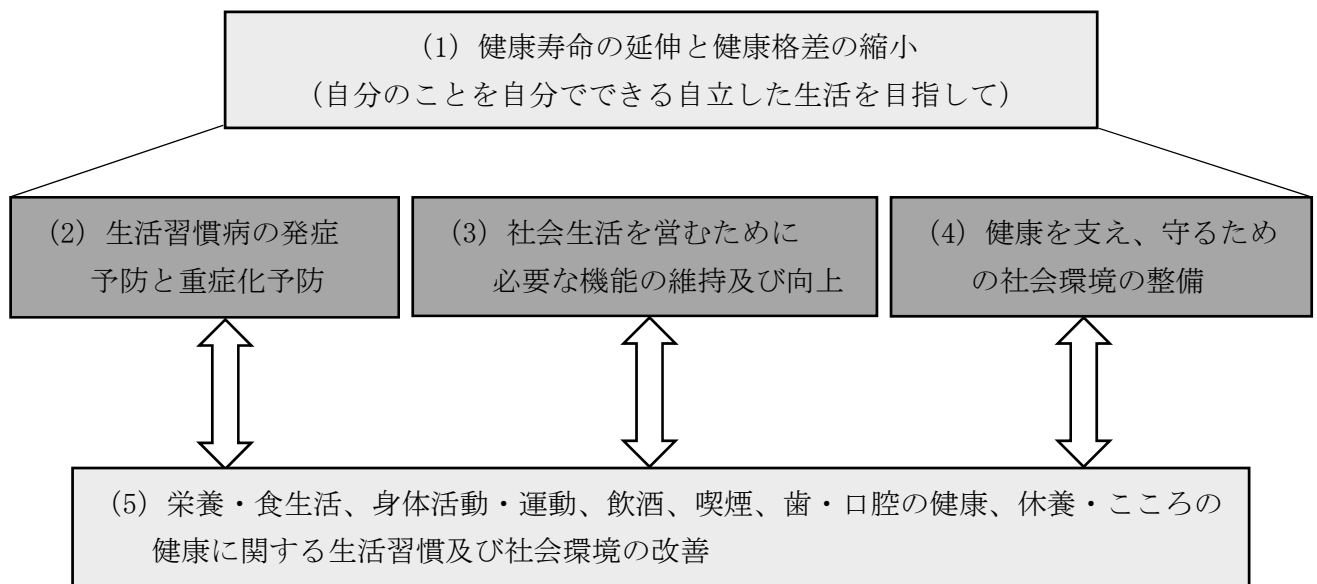 (1) 健康寿命の延伸と健康格差の縮小
(自分のことを自分でできる自立した生活を目指して)
(2) 生活習慣病の発症
予防と重症化予防
(3) 社会生活を営むために
必要な機能の維持及び向上
(4) 健康を支え、守るため
の社会環境の整備
(5) 栄養・食生活、身体活動・運動、飲酒、喫煙、歯・口腔の健康、休養・こころの
健康に関する生活習慣及び社会環境の改善